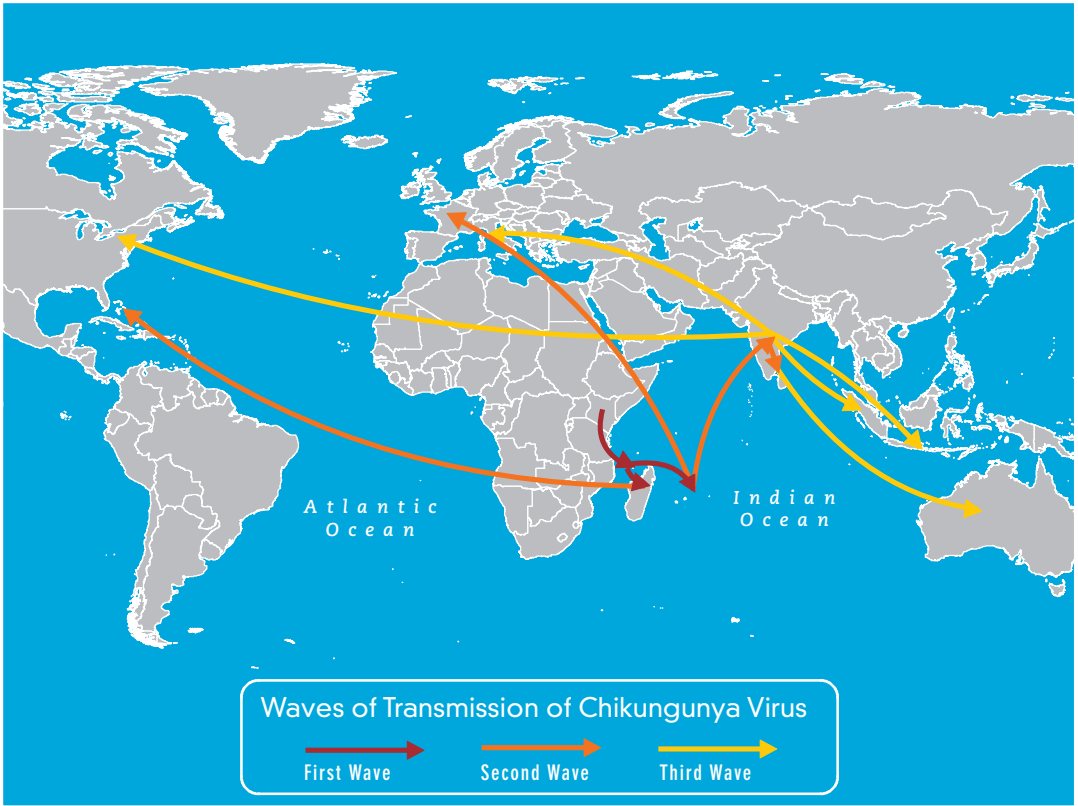 Atlantic
Ocean
Indian
Ocean
Waves of Transmission of Chikungunya Virus
First Wave
Second Wave
Third Wave